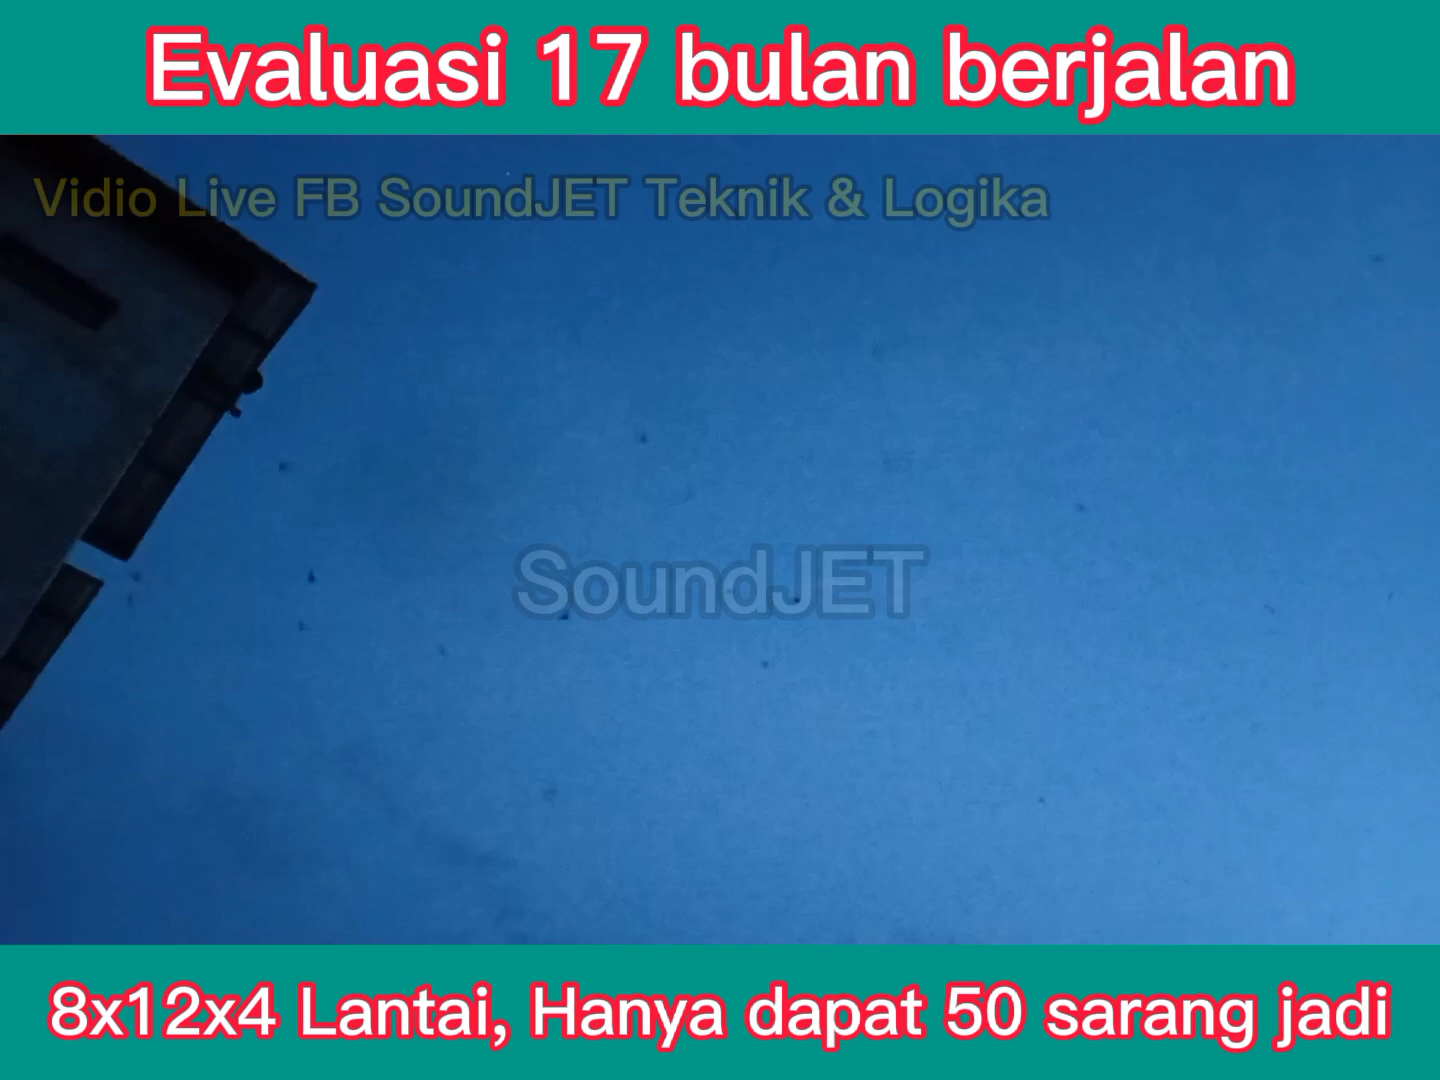 Evaluasi 17 bulan berjalan
Vidio Live FB SoundJET Teknik & Logika
SoundJET
8x12x4 Lantai, Hanya dapat 50 sarang jadi